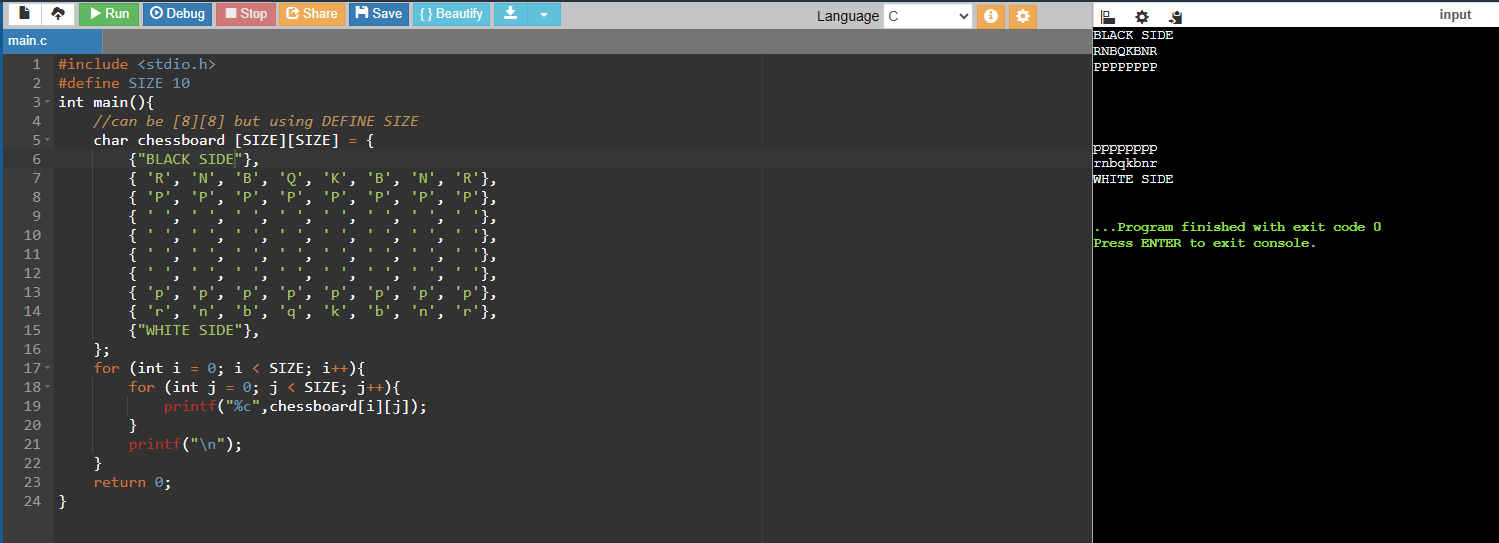 Run Debug Stop Share Save { } Beautify Language C input
main.c
1 #include <stdio.h>
2 #define SIZE 10
3 int main(){
4 //can be [8][8] but using DEFINE SIZE
5 char chessboard [SIZE][SIZE] = {
6 {"BLACK SIDE"},
7 { 'R', 'N', 'B', 'Q', 'K', 'B', 'N', 'R'},
8 { 'P', 'P', 'P', 'P', 'P', 'P', 'P', 'P'},
9 { ' ', ' ', ' ', ' ', ' ', ' ', ' ', ' '},
10 { ' ', ' ', ' ', ' ', ' ', ' ', ' ', ' '},
11 { ' ', ' ', ' ', ' ', ' ', ' ', ' ', ' '},
12 { ' ', ' ', ' ', ' ', ' ', ' ', ' ', ' '},
13 { 'p', 'p', 'p', 'p', 'p', 'p', 'p', 'p'},
14 { 'r', 'n', 'b', 'q', 'k', 'b', 'n', 'r'},
15 {"WHITE SIDE"},
16 };
17 for (int i = 0; i < SIZE; i++){
18 for (int j = 0; j < SIZE; j++){
19 printf("%c",chessboard[i][j]);
20 }
21 printf("\n");
22 }
23 return 0;
24 }
BLACK SIDE
RNBQKBNR
PPPPPPPP
pppppppp
rnbqkbnr
WHITE SIDE
...Program finished with exit code 0
Press ENTER to exit console.